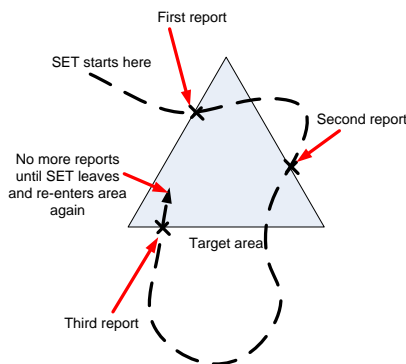 First report
SET starts here
Second report
No more reports
until SET leaves
and re-enters area
again
Target area
Third report